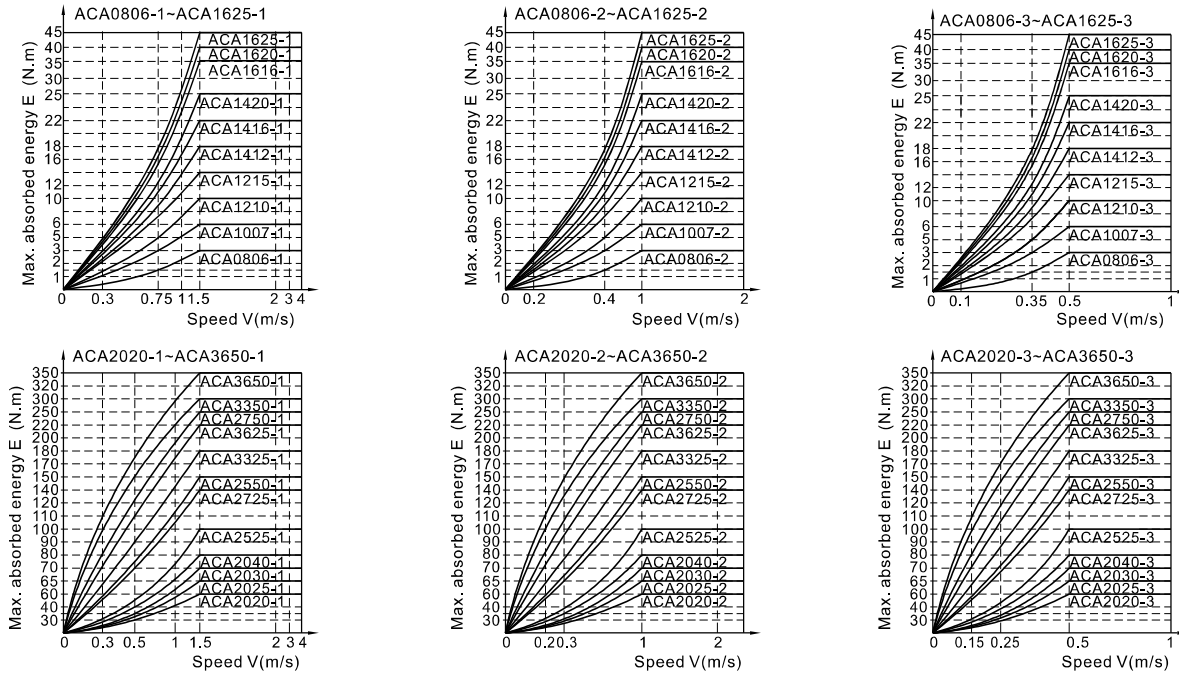 ACA0806-1~ACA1625-1
Max. absorbed energy E (N.m)
45
40
35
30
25
22
18
16
12
10
6
5
3
2
1
ACA1625-1
ACA1620-1
ACA1616-1
ACA1420-1
ACA1416-1
ACA1412-1
ACA1215-1
ACA1210-1
ACA1007-1
ACA0806-1
0 0.3 0.75 1 1.5 2 3 4
Speed V(m/s)
ACA0806-2~ACA1625-2
Max. absorbed energy E (N.m)
45
40
35
30
25
22
18
16
12
10
6
5
3
2
1
ACA1625-2
ACA1620-2
ACA1616-2
ACA1420-2
ACA1416-2
ACA1412-2
ACA1215-2
ACA1210-2
ACA1007-2
ACA0806-2
0 0.2 0.4 1 2
Speed V(m/s)
ACA0806-3~ACA1625-3
Max. absorbed energy E (N.m)
45
40
35
30
25
22
18
16
12
10
6
5
3
2
1
ACA1625-3
ACA1620-3
ACA1616-3
ACA1420-3
ACA1416-3
ACA1412-3
ACA1215-3
ACA1210-3
ACA1007-3
ACA0806-3
0 0.1 0.35 0.5 1
Speed V(m/s)
ACA2020-1~ACA3650-1
Max. absorbed energy E (N.m)
350
320
300
250
220
200
180
170
150
140
120
110
100
90
80
70
65
60
40
30
ACA3650-1
ACA3350-1
ACA2750-1
ACA3625-1
ACA3325-1
ACA2550-1
ACA2725-1
ACA2525-1
ACA2040-1
ACA2030-1
ACA2025-1
ACA2020-1
0 0.3 0.5 1 1.5 2 3 4
Speed V(m/s)
ACA2020-2~ACA3650-2
Max. absorbed energy E (N.m)
350
320
300
250
220
200
180
170
150
140
120
110
100
90
80
70
65
60
40
30
ACA3650-2
ACA3350-2
ACA2750-2
ACA3625-2
ACA3325-2
ACA2550-2
ACA2725-2
ACA2525-2
ACA2040-2
ACA2030-2
ACA2025-2
ACA2020-2
0 0.2 0.3 1 2
Speed V(m/s)
ACA2020-3~ACA3650-3
Max. absorbed energy E (N.m)
350
320
300
250
220
200
180
170
150
140
120
110
100
90
80
70
65
60
40
30
ACA3650-3
ACA3350-3
ACA2750-3
ACA3625-3
ACA3325-3
ACA2550-3
ACA2725-3
ACA2525-3
ACA2040-3
ACA2030-3
ACA2025-3
ACA2020-3
0 0.15 0.25 0.5 1
Speed V(m/s)